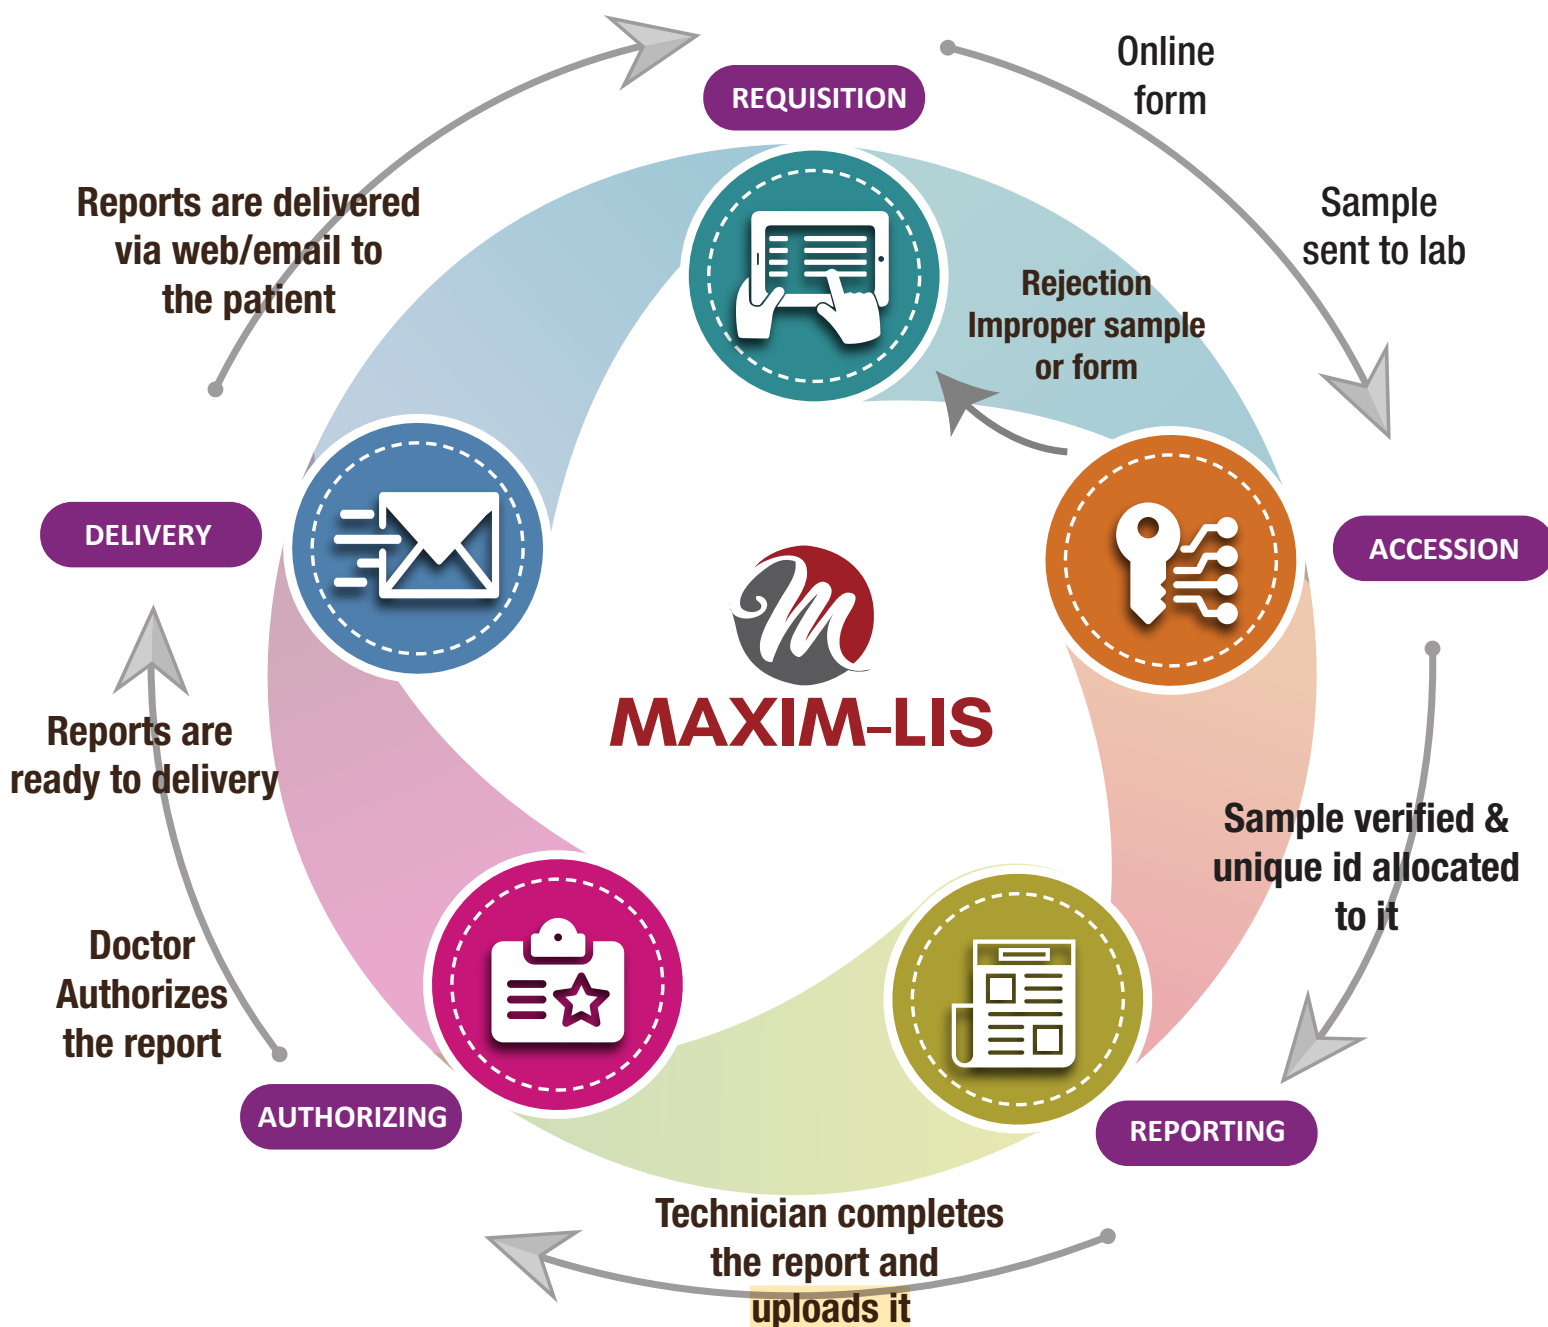 REQUISITION
Online
form
Sample
sent to lab
Rejection
Improper sample
or form
ACCESSION
Sample verified &
unique id allocated
to it
REPORTING
Technician completes
the report and
uploads it
AUTHORIZING
Doctor
Authorizes
the report
Reports are
ready to delivery
DELIVERY
Reports are delivered
via web/email to
the patient
M
MAXIM-LIS